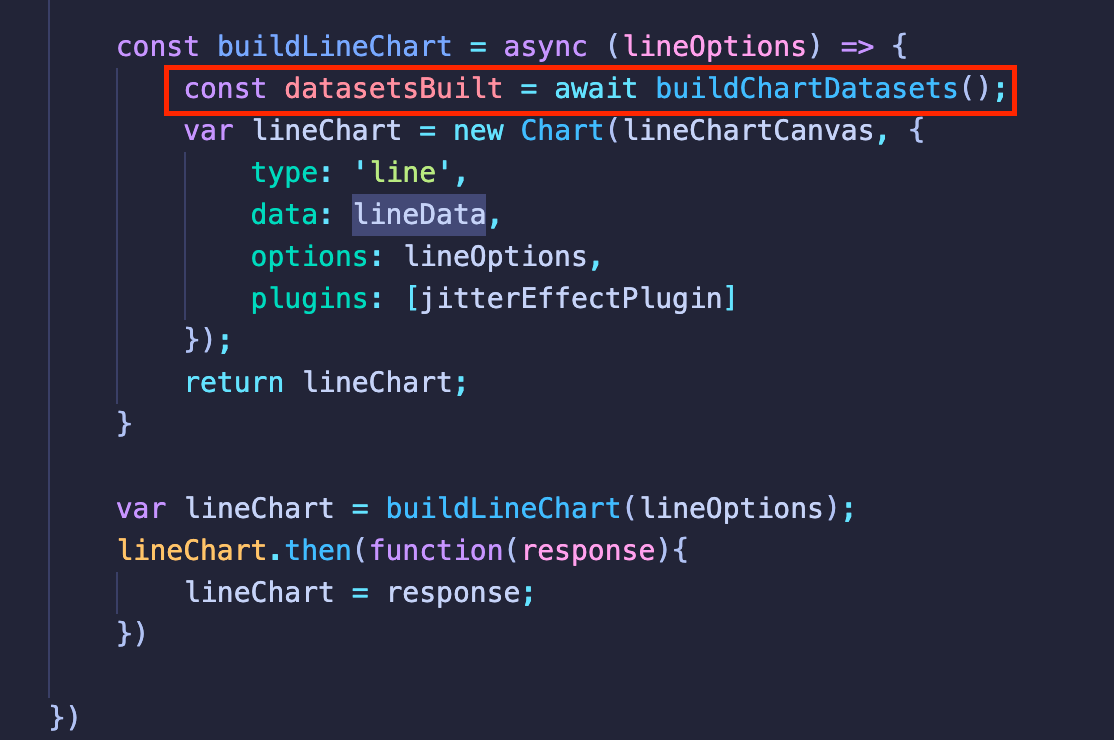 const buildLineChart = async (lineOptions) => {
const datasetsBuilt = await buildChartDatasets();
var lineChart = new Chart(lineChartCanvas, {
type: 'line',
data: lineData,
options: lineOptions,
plugins: [jitterEffectPlugin]
});
return lineChart;
}
var lineChart = buildLineChart(lineOptions);
lineChart.then(function(response){
lineChart = response;
})
})